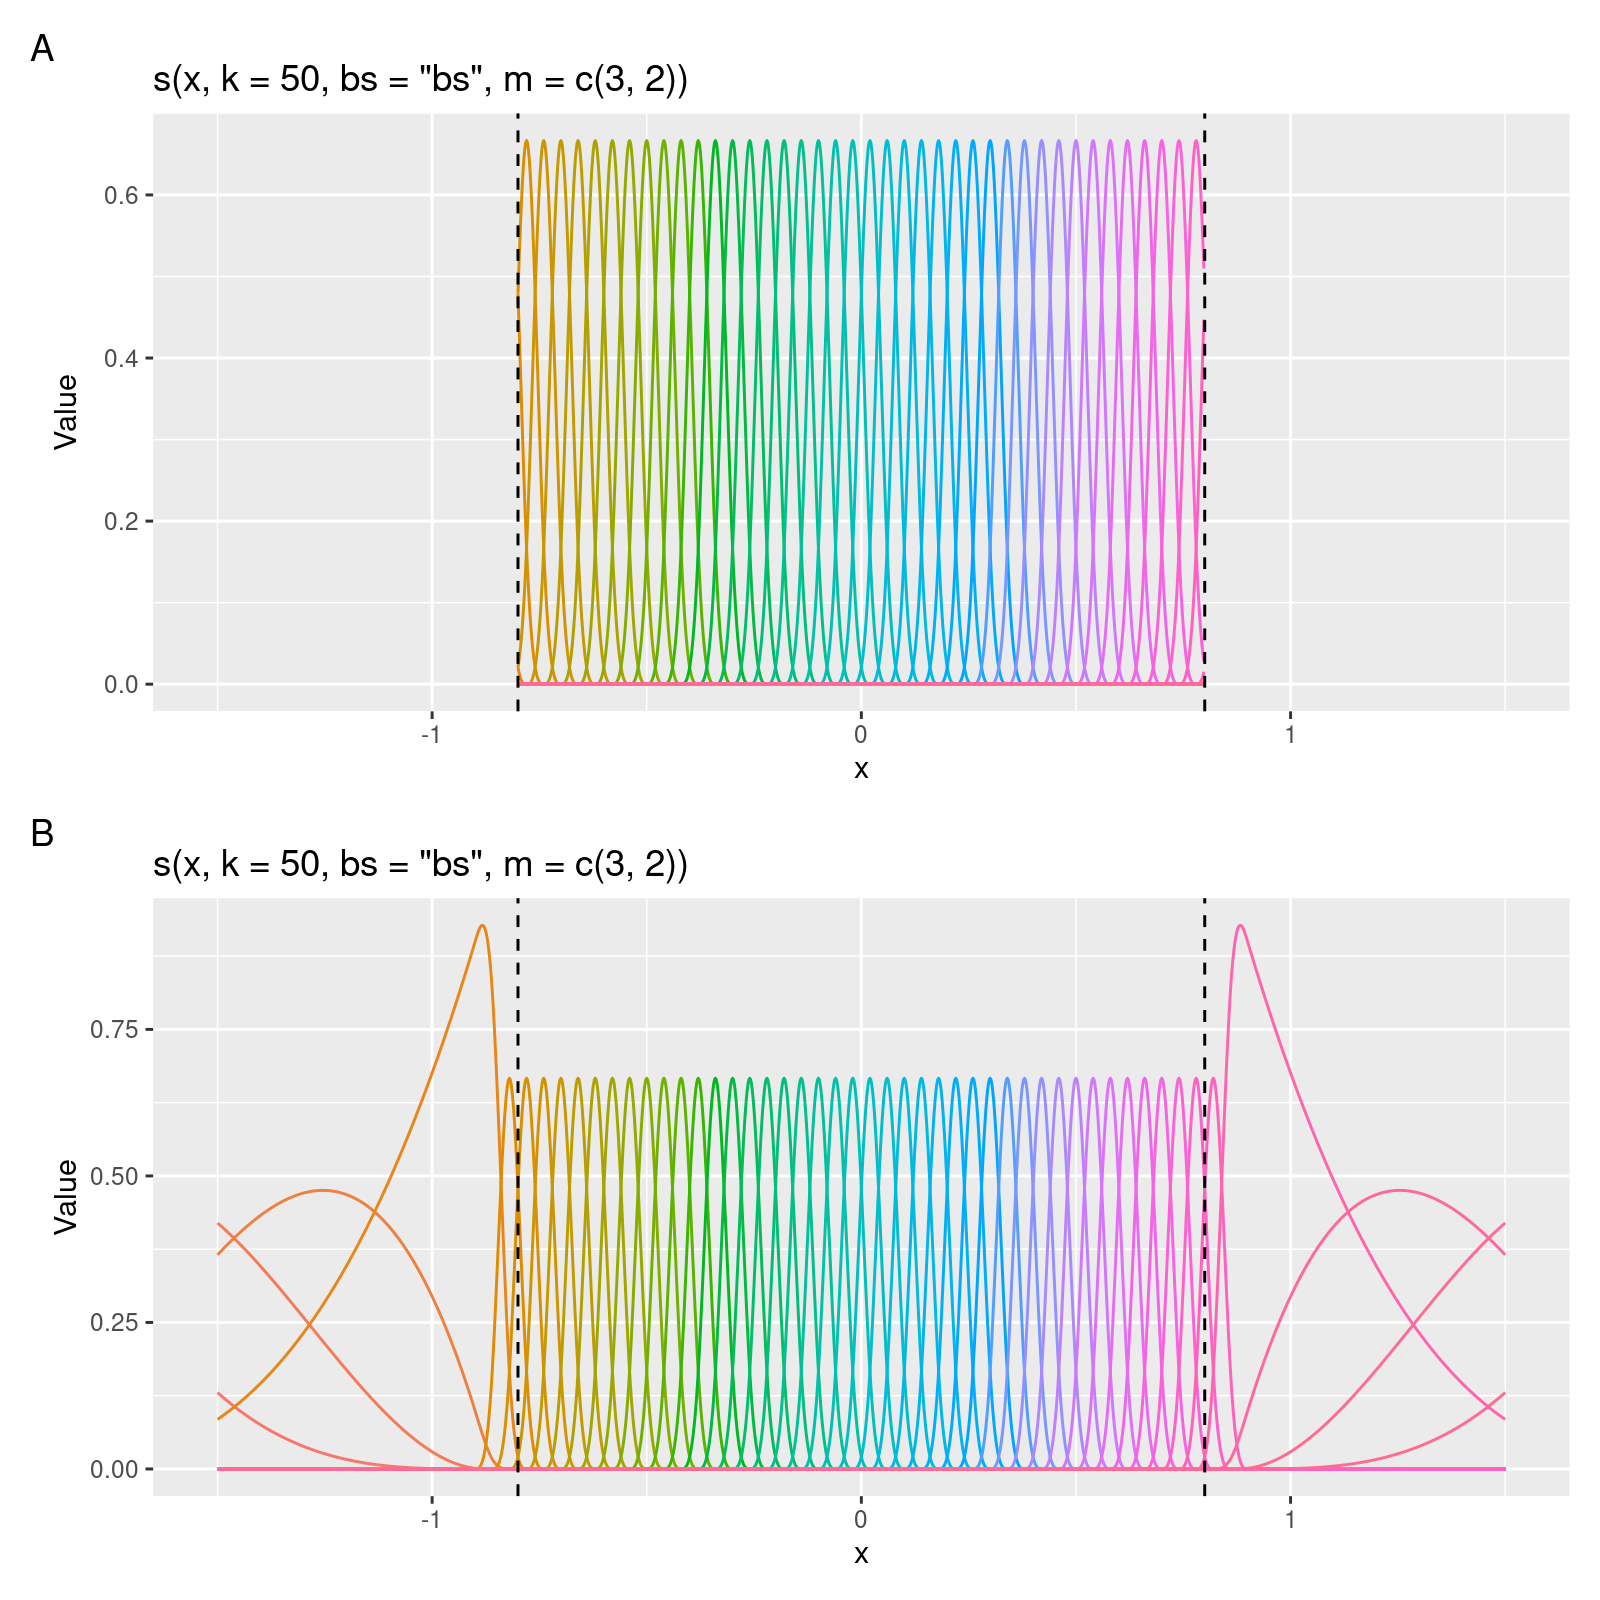 A
s(x, k = 50, bs = "bs", m = c(3, 2))
0.6
0.4
0.2
0.0
Value
-1 0 1
x
B
s(x, k = 50, bs = "bs", m = c(3, 2))
0.75
0.50
0.25
0.00
Value
-1 0 1
x